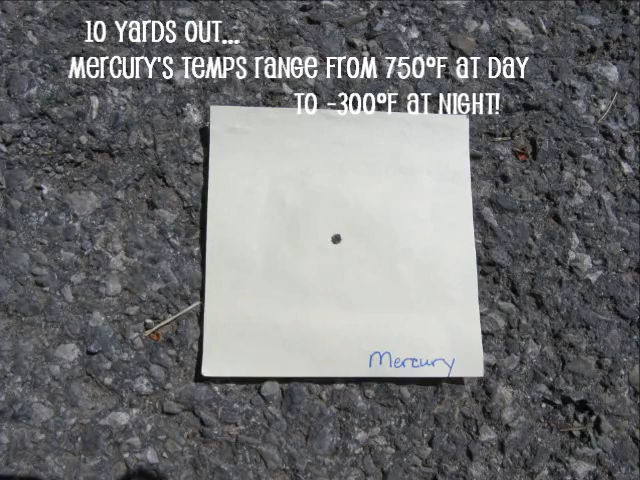 10 Yards Out...
Mercury's Temps range from 750°F at Day
to -300°F at Night!
Mercury